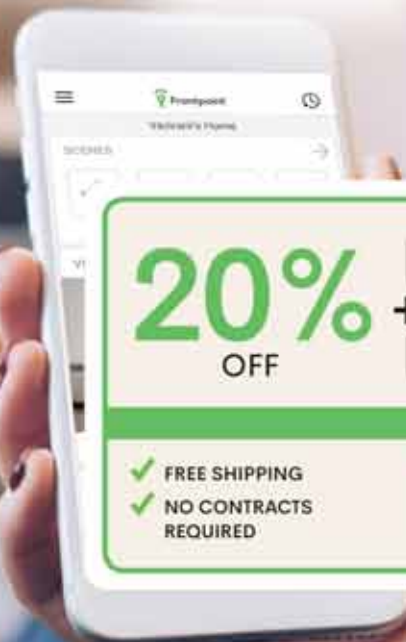 Frontpoint
SCENES
20% +
OFF
FREE SHIPPING
NO CONTRACTS
REQUIRED